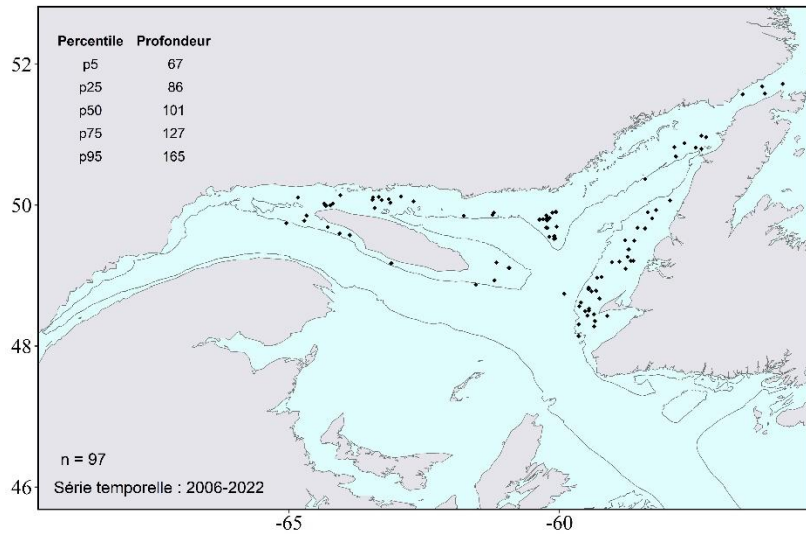 Percentile Profondeur
p5 67
p25 86
p50 101
p75 127
p95 165
52
50
48
46
n = 97
Série temporelle : 2006-2022
-65 -60